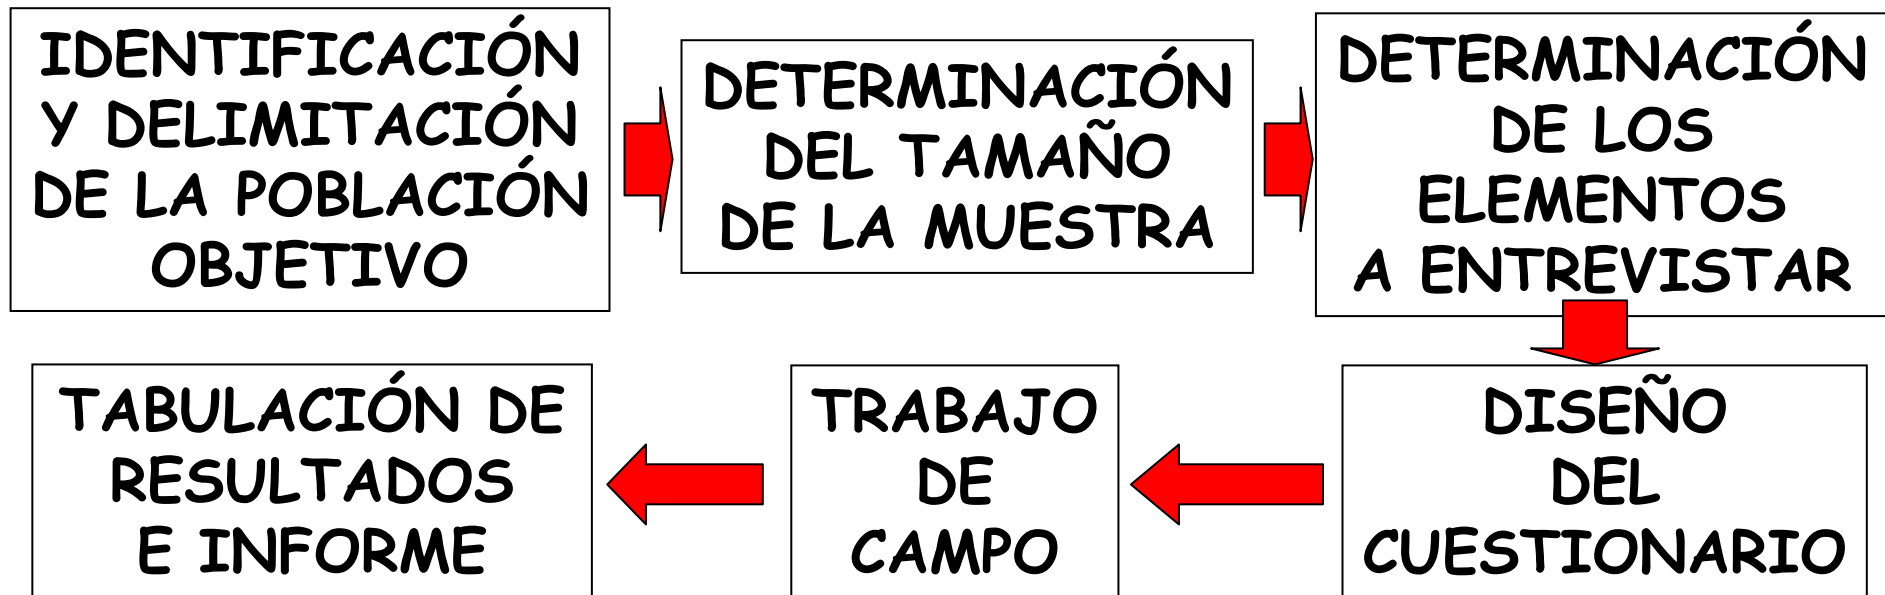 IDENTIFICACIÓN
Y DELIMITACIÓN
DE LA POBLACIÓN
OBJETIVO
DETERMINACIÓN
DEL TAMAÑO
DE LA MUESTRA
DETERMINACIÓN
DE LOS
ELEMENTOS
A ENTREVISTAR
DISEÑO
DEL
CUESTIONARIO
TRABAJO
DE
CAMPO
TABULACIÓN DE
RESULTADOS
E INFORME